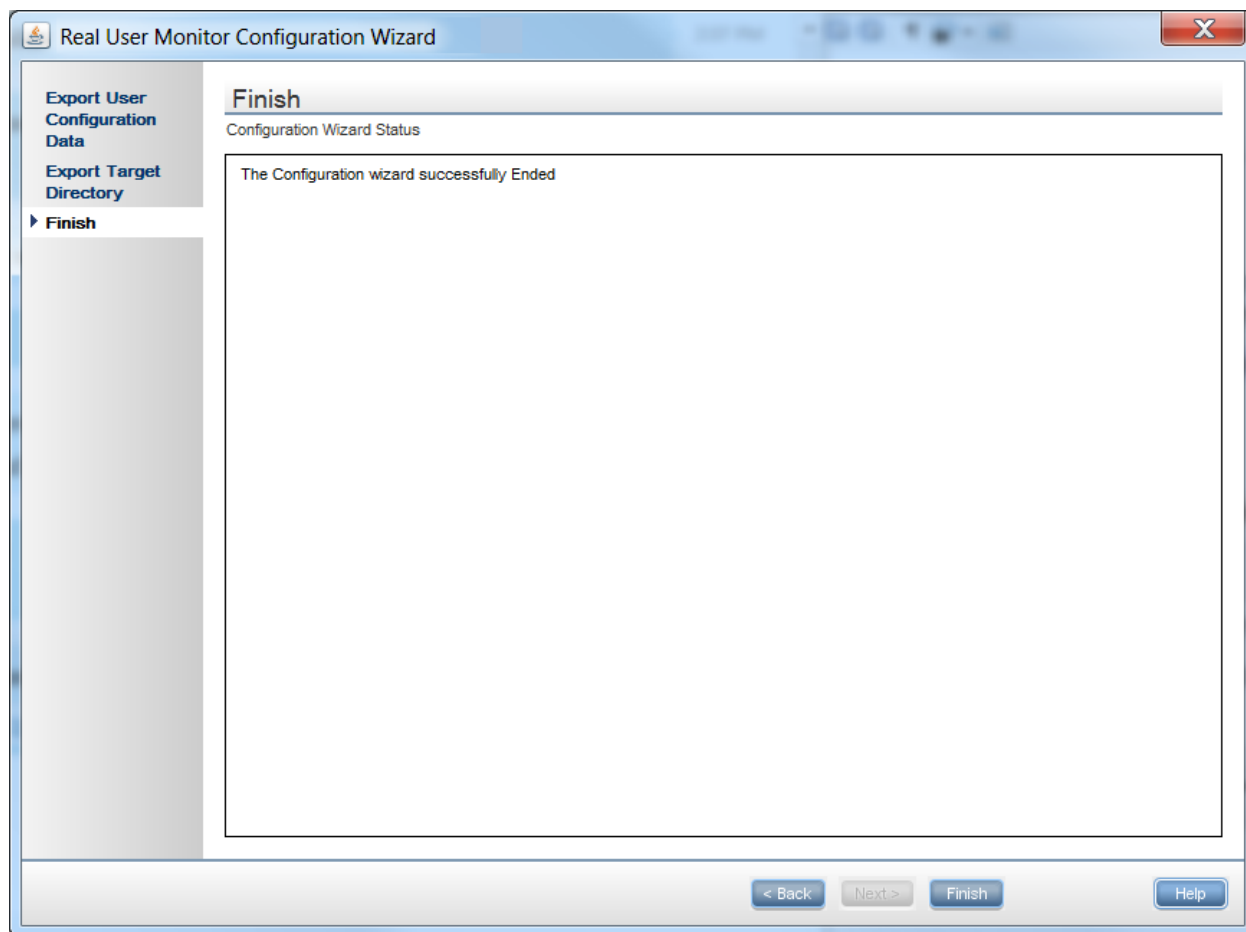 Real User Monitor Configuration Wizard
X
Export User
Configuration
Data
Export Target
Directory
Finish
Finish
Configuration Wizard Status
The Configuration wizard successfully Ended
< Back
Next >
Finish
Help